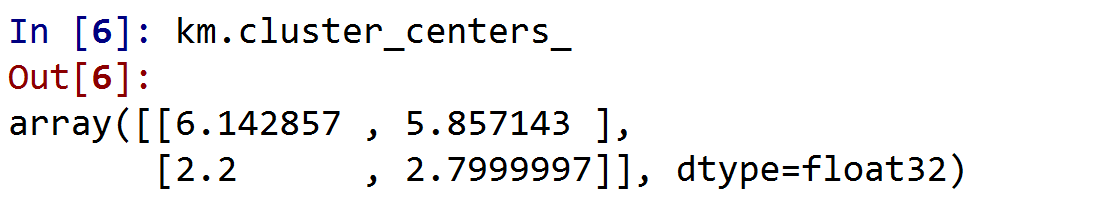 In [6]: km.cluster_centers_
Out[6]:
array([[6.142857 , 5.857143 ],
       [2.2      , 2.7999997]], dtype=float32)